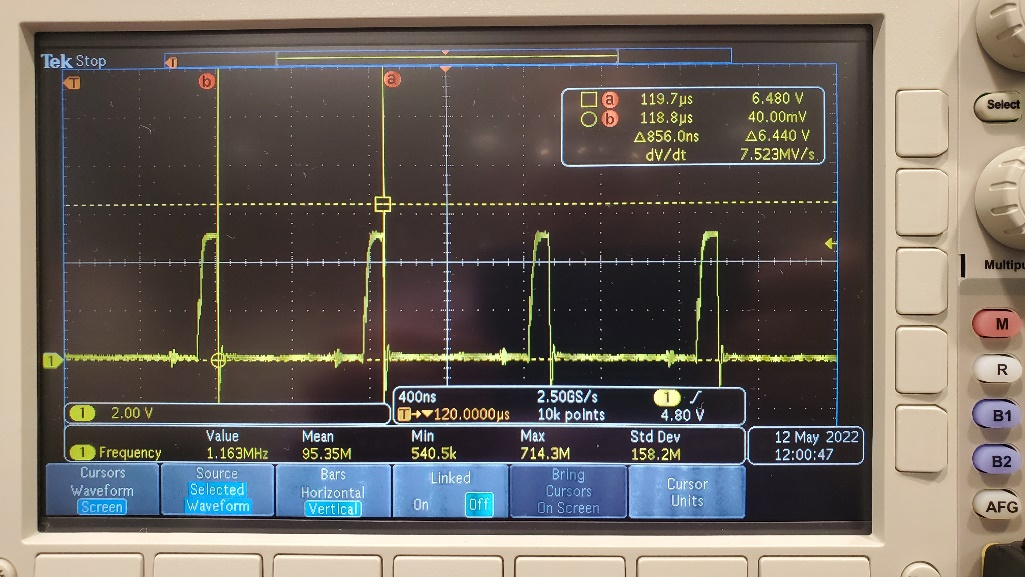 Tek Stop
T
T
b
a
a 119.7µs 6.480 V
b 118.8µs 40.00mV
Δ856.0ns Δ6.440 V
dV/dt 7.523MV/s
1
1 2.00 V
400ns 2.50GS/s 1
T→▼120.0000µs 10k points 4.80 V
Value Mean Min Max Std Dev
1 Frequency 1.163MHz 95.35M 540.5k 714.3M 158.2M
12 May 2022
12:00:47
Cursors
Waveform
Screen
Source
Selected
Waveform
Bars
Horizontal
Vertical
Linked
On Off
Bring
Cursors
On Screen
Cursor
Units
Select
M
R
B1
B2
AFG